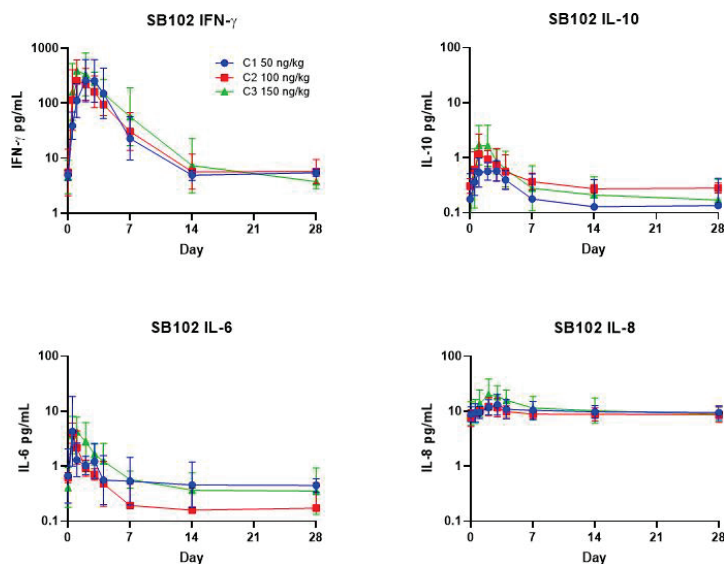 SB102 IFN-γ
1000
100
10
1
IFN-γ pg/mL
C1 50 ng/kg
C2 100 ng/kg
C3 150 ng/kg
0 7 14 21 28
Day
SB102 IL-10
100
10
1
0.1
IL-10 pg/mL
0 7 14 21 28
Day
SB102 IL-6
100
10
1
0.1
IL-6 pg/mL
0 7 14 21 28
Day
SB102 IL-8
100
10
1
0.1
IL-8 pg/mL
0 7 14 21 28
Day